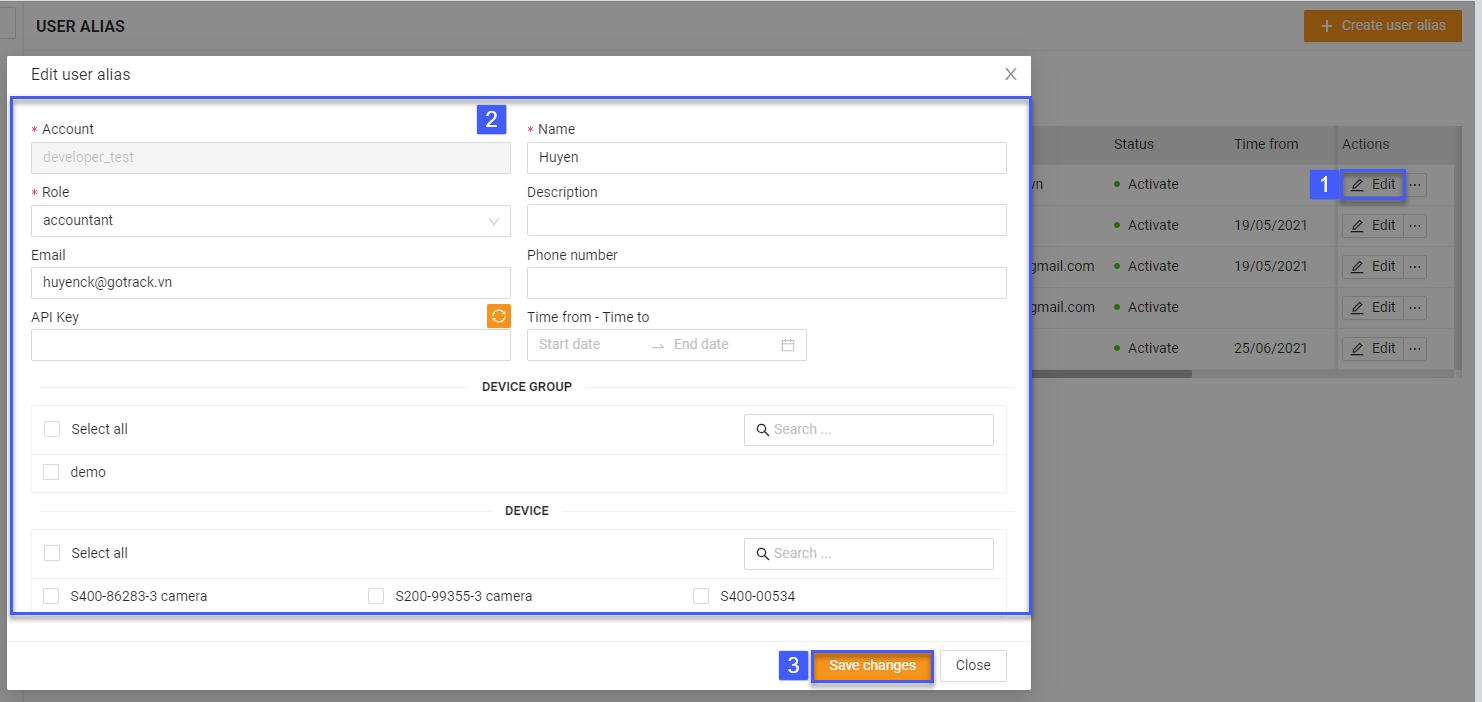 USER ALIAS
+ Create user alias
Edit user alias
X
2
* Account
* Name
developer_test
Huyen
* Role
Description
accountant
Email
Phone number
huyenck@gotrack.vn
API Key
Time from - Time to
Start date → End date
DEVICE GROUP
Select all
Search ...
demo
DEVICE
Select all
Search ...
S400-86283-3 camera
S200-99355-3 camera
S400-00534
3
Save changes
Close
Status Time from Actions
vn Activate 1 Edit ...
Activate 19/05/2021 Edit ...
gmail.com Activate 19/05/2021 Edit ...
gmail.com Activate Edit ...
Activate 25/06/2021 Edit ...